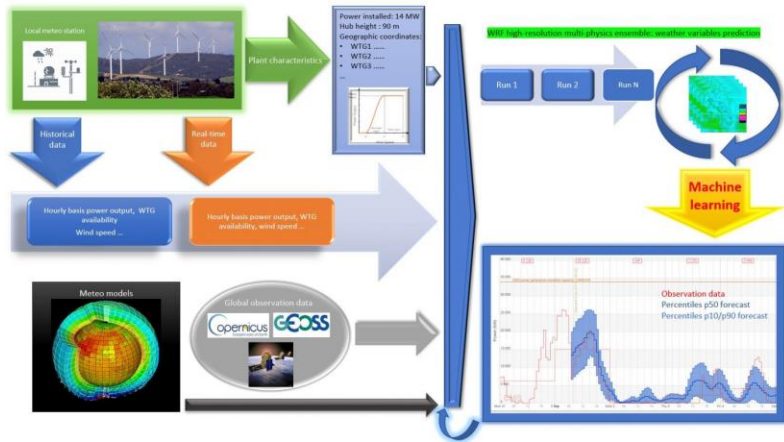 Local meteo station
Plant characteristics
Power installed: 14 MW
Hub height : 90 m
Geographic coordinates:
• WTG1 ……
• WTG2 ……
• WTG3 ……
...
WRF high-resolution multi-physics ensemble: weather variables prediction
Run 1
Run 2
Run N
Historical
data
Real-time
data
Machine
learning
Hourly basis power output, WTG
availability
Wind speed ...
Hourly basis power output, WTG
availability, wind speed ...
Meteo models
Global observation data
opernicus
GEOSS
Observation data
Percentiles p50 forecast
Percentiles p10/p90 forecast